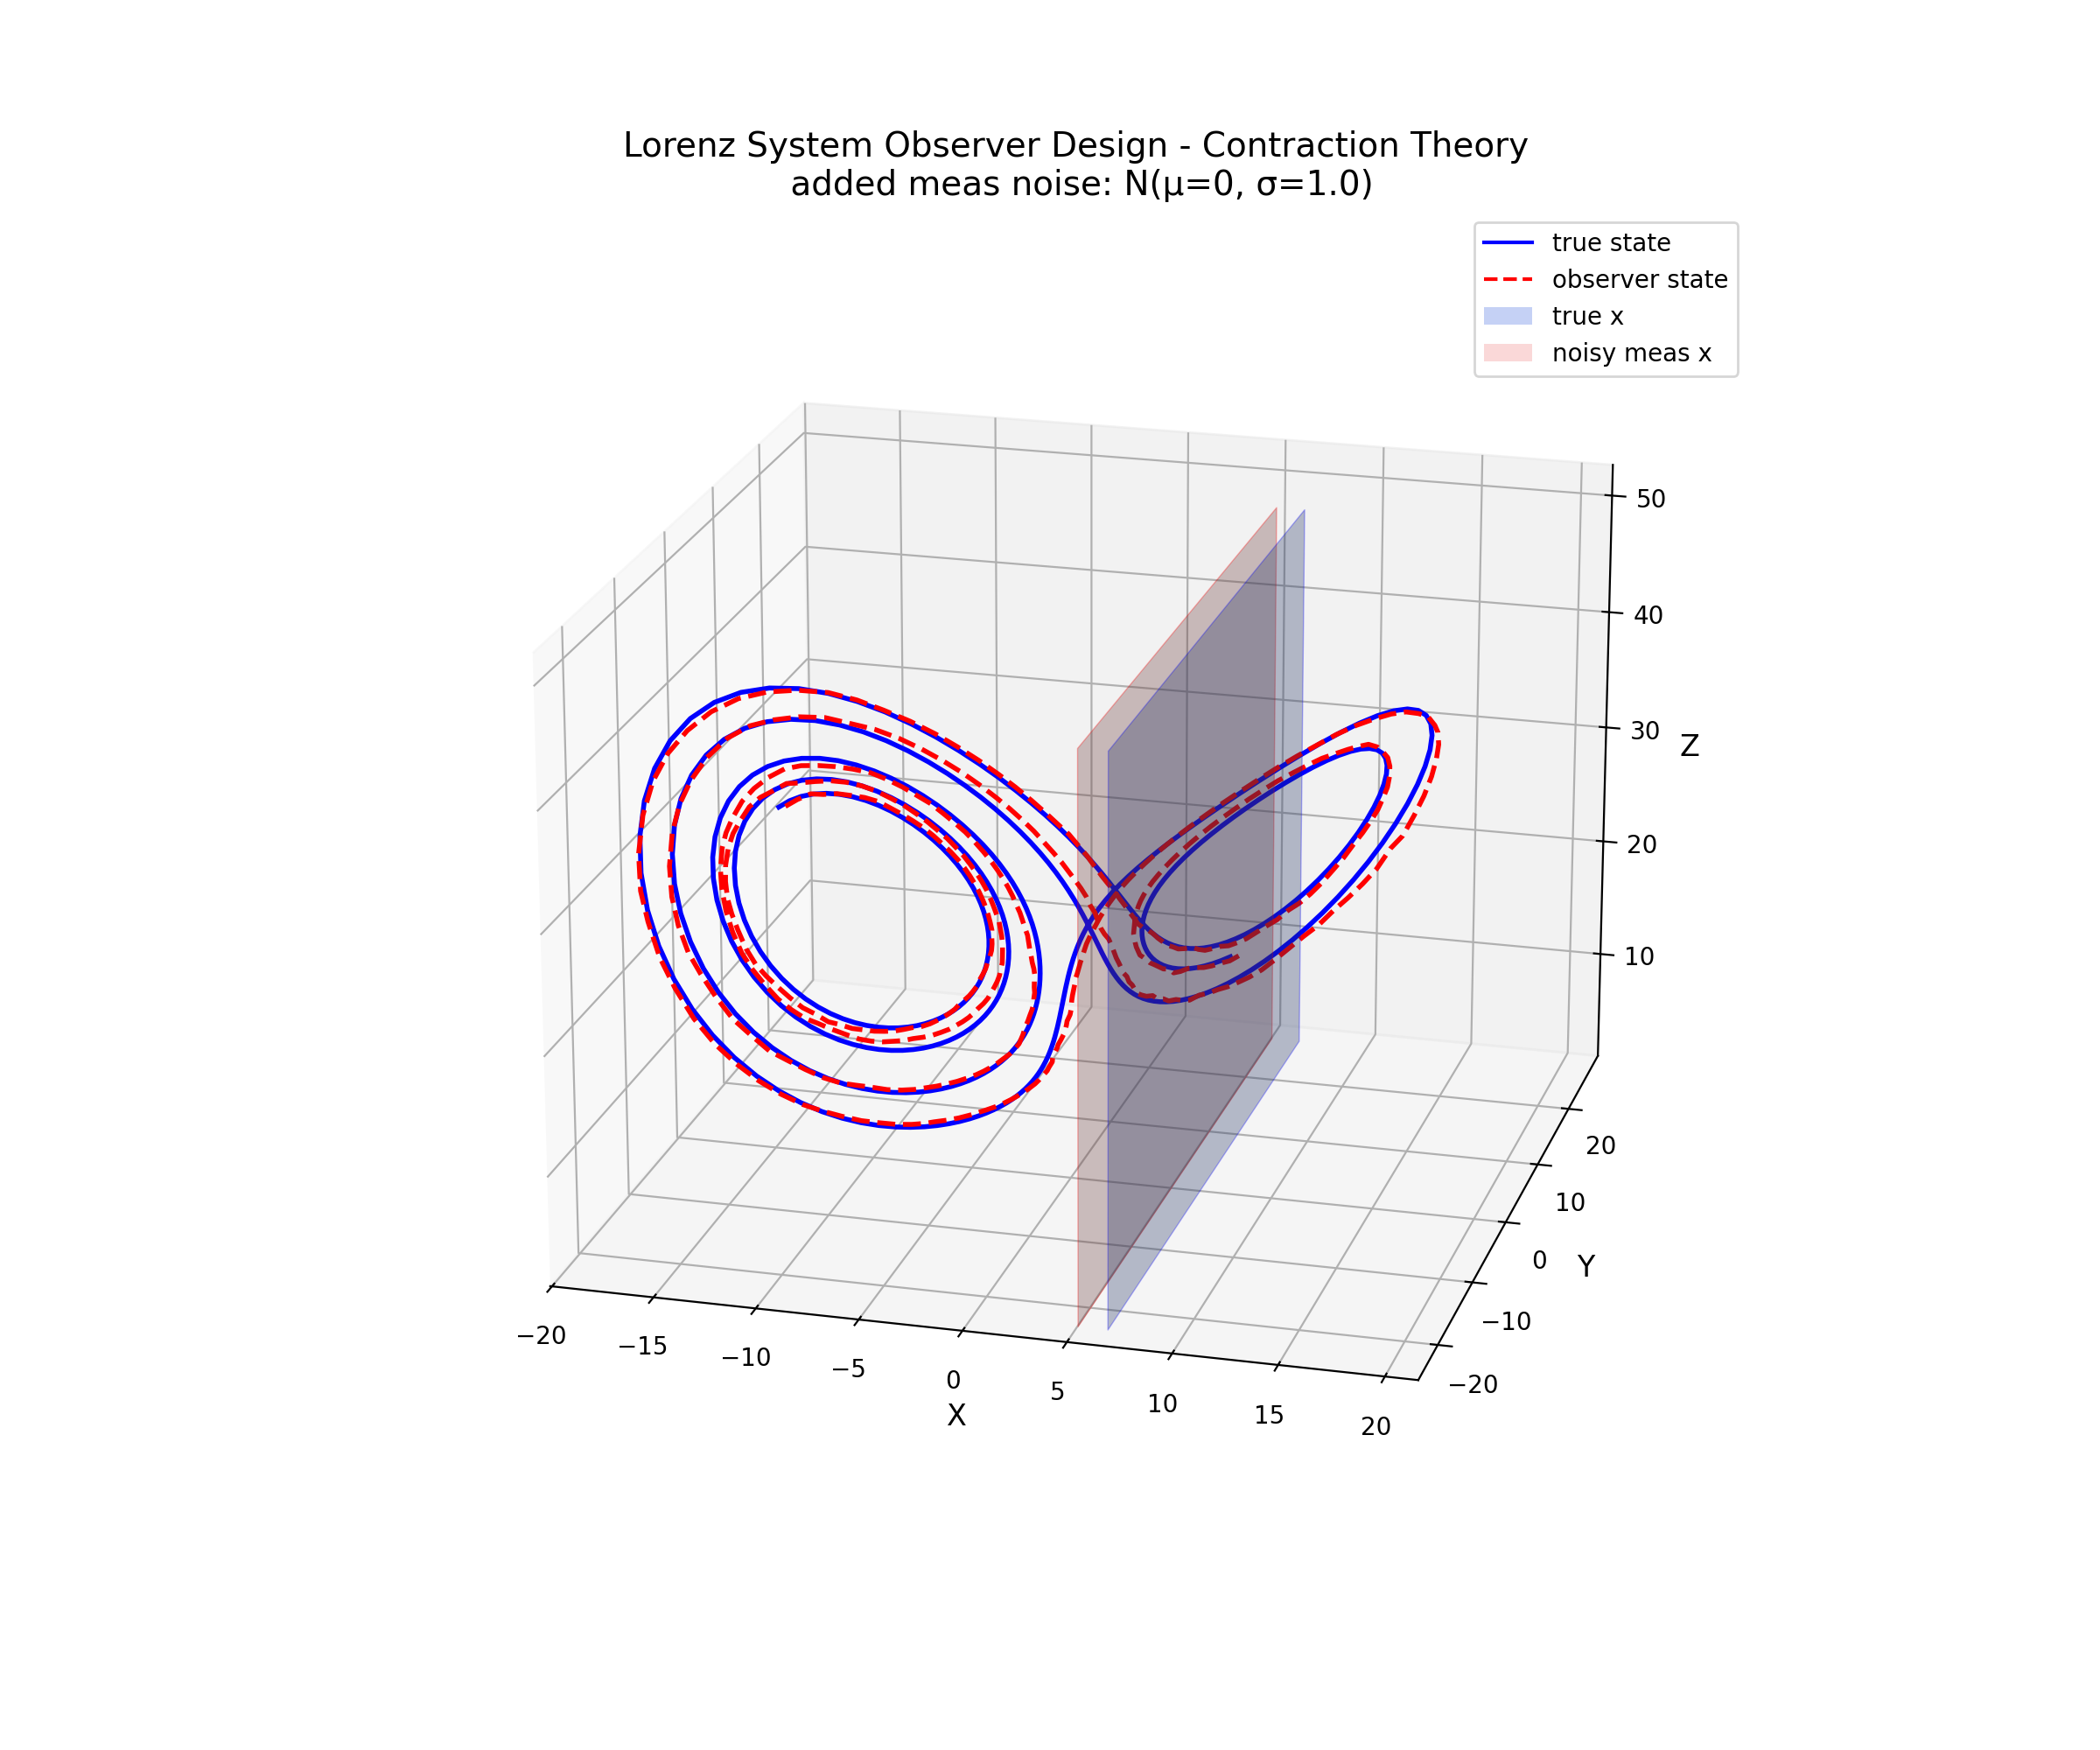 Lorenz System Observer Design - Contraction Theory
added meas noise: N(μ=0, σ=1.0)
true state
observer state
true x
noisy meas x
50
40
30
Z
20
10
20
10
0
Y
−10
−20
−20
−15
−10
−5
0
5
10
15
20
X